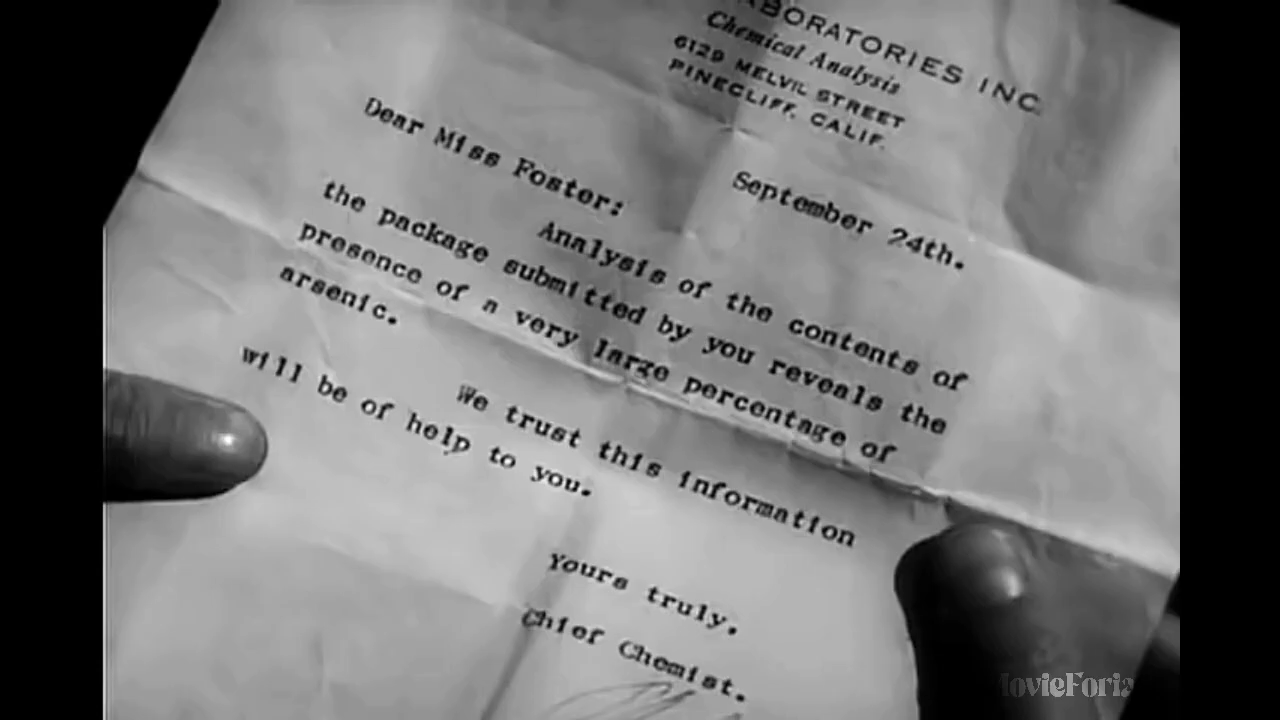 ABORATORIES INC
Chemical Analysis
6129 MELVIL STREET
PINECLIFF, CALIF.
September 24th.
Dear Miss Foster:
Analysis of the contents of
the package submitted by you reveals the
presence of a very large percentage of
arsenic.
We trust this information
will be of help to you.
Yours truly,
Chief Chemist.
MovieForia